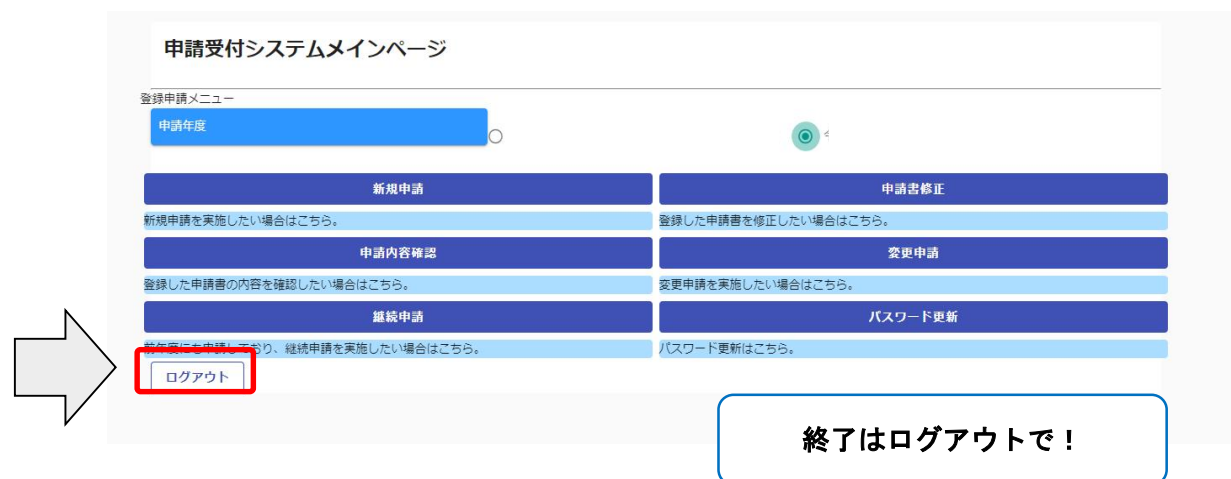 申請受付システムメインページ
登録申請メニュー
申請年度
新規申請
申請書修正
新規申請を実施したい場合はこちら。
登録した申請書を修正したい場合はこちら。
申請内容確認
変更申請
登録した申請書の内容を確認したい場合はこちら。
変更申請を実施したい場合はこちら。
継続申請
パスワード更新
前年度にも申請しており、継続申請を実施したい場合はこちら。
パスワード更新はこちら。
ログアウト
終了はログアウトで！